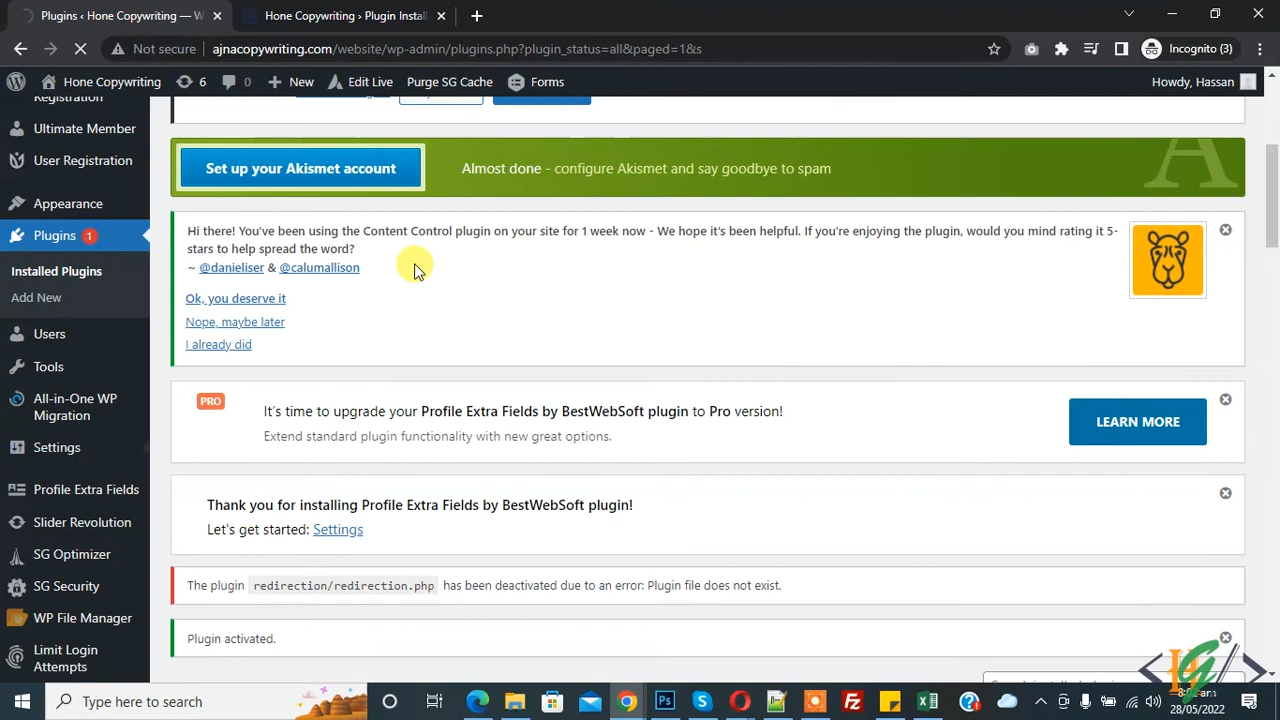 Plugins ‹ Hone Copywriting — W
Hone Copywriting › Plugin Install
Not secure
ajnacopywriting.com/website/wp-admin/plugins.php?plugin_status=all&paged=1&s
Incognito (3)
Hone Copywriting
6
0
New
Edit Live
Purge SG Cache
Forms
Howdy, Hassan
Registration
Ultimate Member
User Registration
Appearance
Plugins 1
Installed Plugins
Add New
Users
Tools
All-in-One WP
Migration
Settings
Profile Extra Fields
Slider Revolution
SG Optimizer
SG Security
WP File Manager
Limit Login
Attempts
Set up your Akismet account
Almost done - configure Akismet and say goodbye to spam
Hi there! You've been using the Content Control plugin on your site for 1 week now - We hope it's been helpful. If you're enjoying the plugin, would you mind rating it 5-
stars to help spread the word?
~ @danieliser & @calumallison
Ok, you deserve it
Nope, maybe later
I already did
PRO
It's time to upgrade your Profile Extra Fields by BestWebSoft plugin to Pro version!
Extend standard plugin functionality with new great options.
LEARN MORE
Thank you for installing Profile Extra Fields by BestWebSoft plugin!
Let's get started: Settings
The plugin redirection/redirection.php has been deactivated due to an error: Plugin file does not exist.
Plugin activated.
Type here to search
28/05/2022